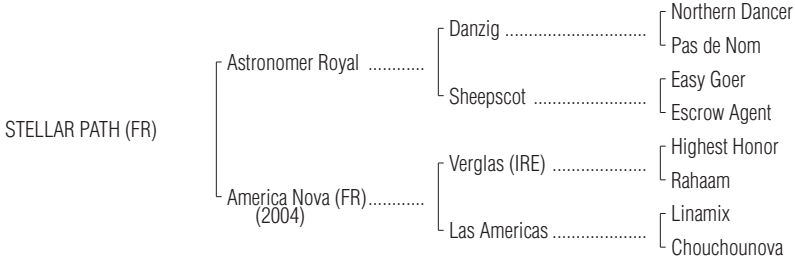 Northern Dancer
Danzig ..............................
Pas de Nom
Astronomer Royal ............
Easy Goer
Sheepscot ........................
Escrow Agent
STELLAR PATH (FR)
Highest Honor
Verglas (IRE) ....................
Rahaam
America Nova (FR)............
(2004)
Linamix
Las Americas ....................
Chouchounova